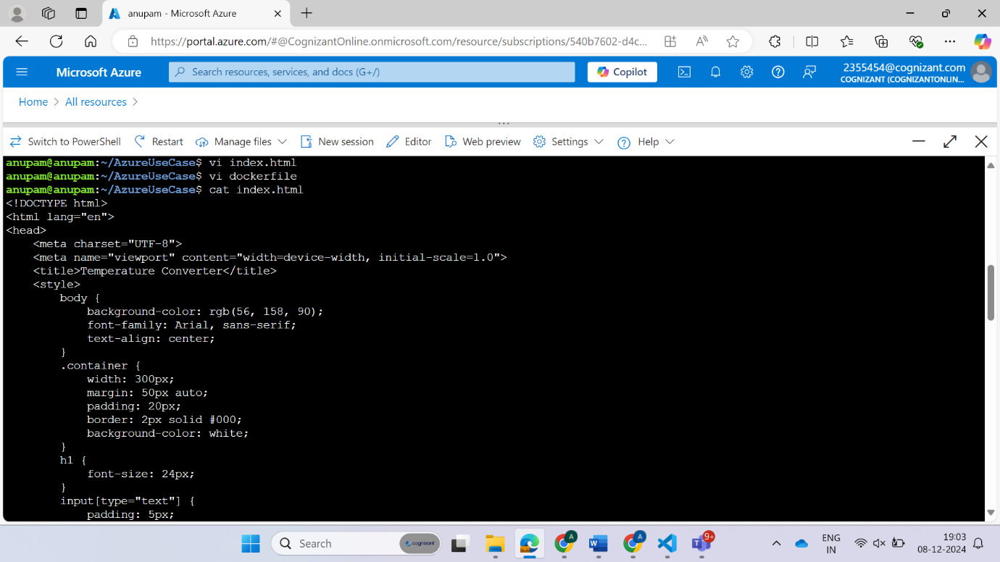 anupam - Microsoft Azure
https://portal.azure.com/#@CognizantOnline.onmicrosoft.com/resource/subscriptions/540b7602-d4c...
Microsoft Azure
Search resources, services, and docs (G+/)
Copilot
2355454@cognizant.com
COGNIZANT (COGNIZANTONLIN...
Home > All resources >
Switch to PowerShell Restart Manage files New session Editor Web preview Settings Help
anupam@anupam:~/AzureUseCase$ vi index.html
anupam@anupam:~/AzureUseCase$ vi dockerfile
anupam@anupam:~/AzureUseCase$ cat index.html
<!DOCTYPE html>
<html lang="en">
<head>
    <meta charset="UTF-8">
    <meta name="viewport" content="width=device-width, initial-scale=1.0">
    <title>Temperature Converter</title>
    <style>
        body {
            background-color: rgb(56, 158, 90);
            font-family: Arial, sans-serif;
            text-align: center;
        }
        .container {
            width: 300px;
            margin: 50px auto;
            padding: 20px;
            border: 2px solid #000;
            background-color: white;
        }
        h1 {
            font-size: 24px;
        }
        input[type="text"] {
            padding: 5px;
Search
cognizant
A
W
A
9+
ENG
IN
19:03
08-12-2024